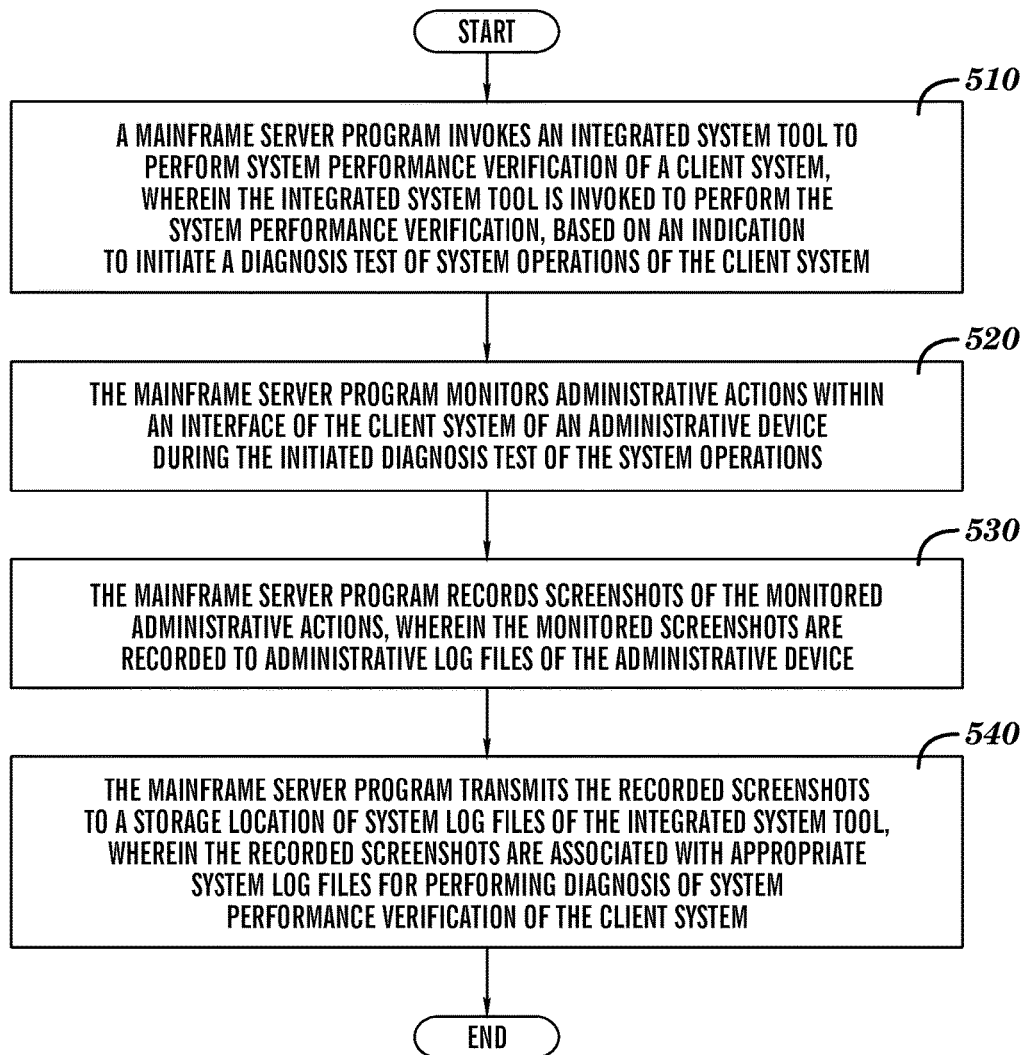 START
510
A MAINFRAME SERVER PROGRAM INVOKES AN INTEGRATED SYSTEM TOOL TO
PERFORM SYSTEM PERFORMANCE VERIFICATION OF A CLIENT SYSTEM,
WHEREIN THE INTEGRATED SYSTEM TOOL IS INVOKED TO PERFORM THE
SYSTEM PERFORMANCE VERIFICATION, BASED ON AN INDICATION
TO INITIATE A DIAGNOSIS TEST OF SYSTEM OPERATIONS OF THE CLIENT SYSTEM
520
THE MAINFRAME SERVER PROGRAM MONITORS ADMINISTRATIVE ACTIONS WITHIN
AN INTERFACE OF THE CLIENT SYSTEM OF AN ADMINISTRATIVE DEVICE
DURING THE INITIATED DIAGNOSIS TEST OF THE SYSTEM OPERATIONS
530
THE MAINFRAME SERVER PROGRAM RECORDS SCREENSHOTS OF THE MONITORED
ADMINISTRATIVE ACTIONS, WHEREIN THE MONITORED SCREENSHOTS ARE
RECORDED TO ADMINISTRATIVE LOG FILES OF THE ADMINISTRATIVE DEVICE
540
THE MAINFRAME SERVER PROGRAM TRANSMITS THE RECORDED SCREENSHOTS
TO A STORAGE LOCATION OF SYSTEM LOG FILES OF THE INTEGRATED SYSTEM TOOL,
WHEREIN THE RECORDED SCREENSHOTS ARE ASSOCIATED WITH APPROPRIATE
SYSTEM LOG FILES FOR PERFORMING DIAGNOSIS OF SYSTEM
PERFORMANCE VERIFICATION OF THE CLIENT SYSTEM
END